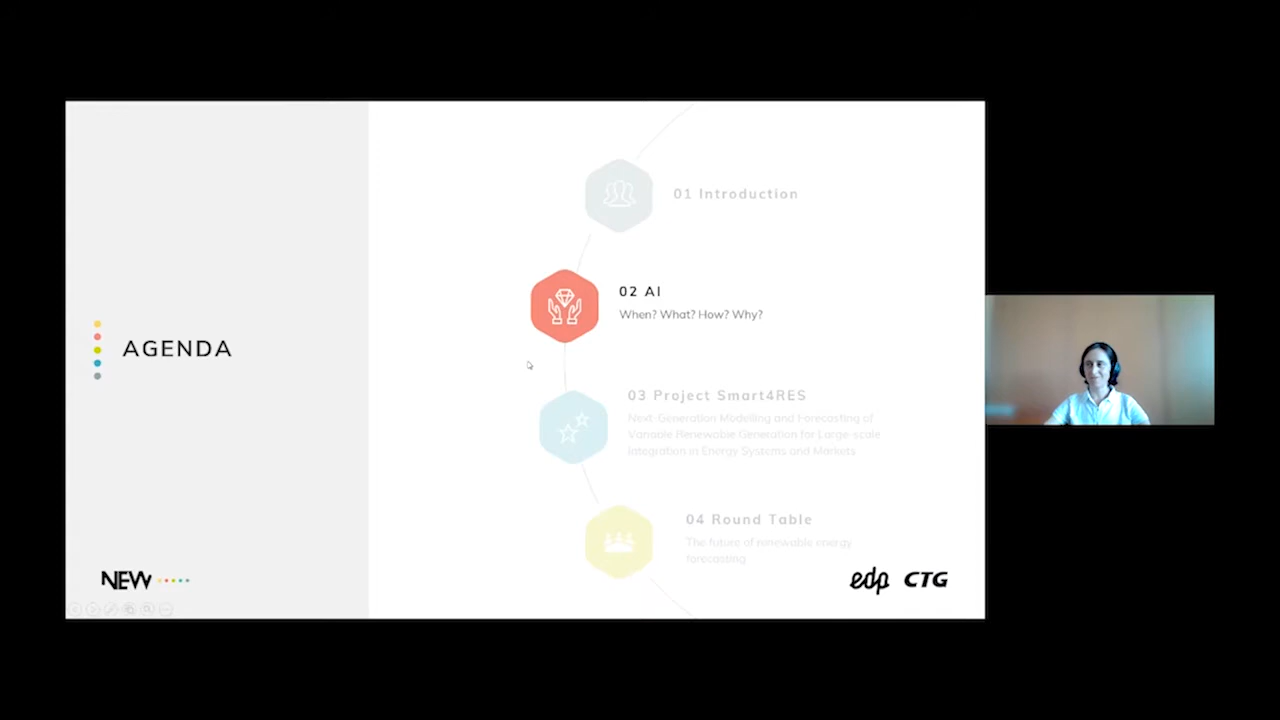 AGENDA
01 Introduction
02 AI
When? What? How? Why?
03 Project Smart4RES
Next-Generation Modelling and Forecasting of
Variable Renewable Generation for Large-scale
Integration in Energy Systems and Markets
04 Round Table
The future of renewable energy
forecasting
NEW
edp CTG